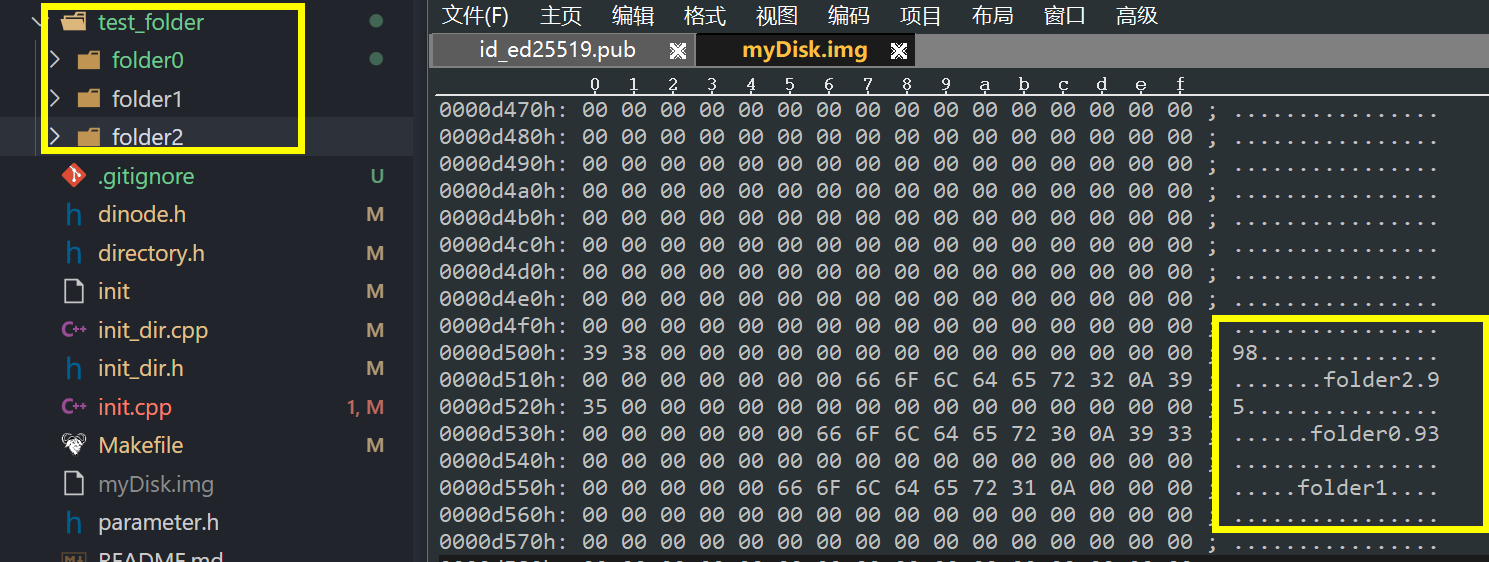 test_folder
folder0
folder1
folder2
.gitignore U
dinode.h M
directory.h M
init M
init_dir.cpp M
init_dir.h M
init.cpp 1, M
Makefile M
myDisk.img
parameter.h
README.md
文件(F) 主页 编辑 格式 视图 编码 项目 布局 窗口 高级
id_ed25519.pub myDisk.img
0 1 2 3 4 5 6 7 8 9 a b c d e f
0000d470h: 00 00 00 00 00 00 00 00 00 00 00 00 00 00 00 00 ; ................
0000d480h: 00 00 00 00 00 00 00 00 00 00 00 00 00 00 00 00 ; ................
0000d490h: 00 00 00 00 00 00 00 00 00 00 00 00 00 00 00 00 ; ................
0000d4a0h: 00 00 00 00 00 00 00 00 00 00 00 00 00 00 00 00 ; ................
0000d4b0h: 00 00 00 00 00 00 00 00 00 00 00 00 00 00 00 00 ; ................
0000d4c0h: 00 00 00 00 00 00 00 00 00 00 00 00 00 00 00 00 ; ................
0000d4d0h: 00 00 00 00 00 00 00 00 00 00 00 00 00 00 00 00 ; ................
0000d4e0h: 00 00 00 00 00 00 00 00 00 00 00 00 00 00 00 00 ; ................
0000d4f0h: 00 00 00 00 00 00 00 00 00 00 00 00 00 00 00 00 ; ................
0000d500h: 39 38 00 00 00 00 00 00 00 00 00 00 00 00 00 00 ; 98..............
0000d510h: 00 00 00 00 00 00 00 66 6F 6C 64 65 72 32 0A 39 ; .......folder2.9
0000d520h: 35 00 00 00 00 00 00 00 00 00 00 00 00 00 00 00 ; 5...............
0000d530h: 00 00 00 00 00 00 66 6F 6C 64 65 72 30 0A 39 33 ; ......folder0.93
0000d540h: 00 00 00 00 00 00 00 00 00 00 00 00 00 00 00 00 ; ................
0000d550h: 00 00 00 00 00 66 6F 6C 64 65 72 31 0A 00 00 00 ; .....folder1....
0000d560h: 00 00 00 00 00 00 00 00 00 00 00 00 00 00 00 00 ; ................
0000d570h: 00 00 00 00 00 00 00 00 00 00 00 00 00 00 00 00 ; ................